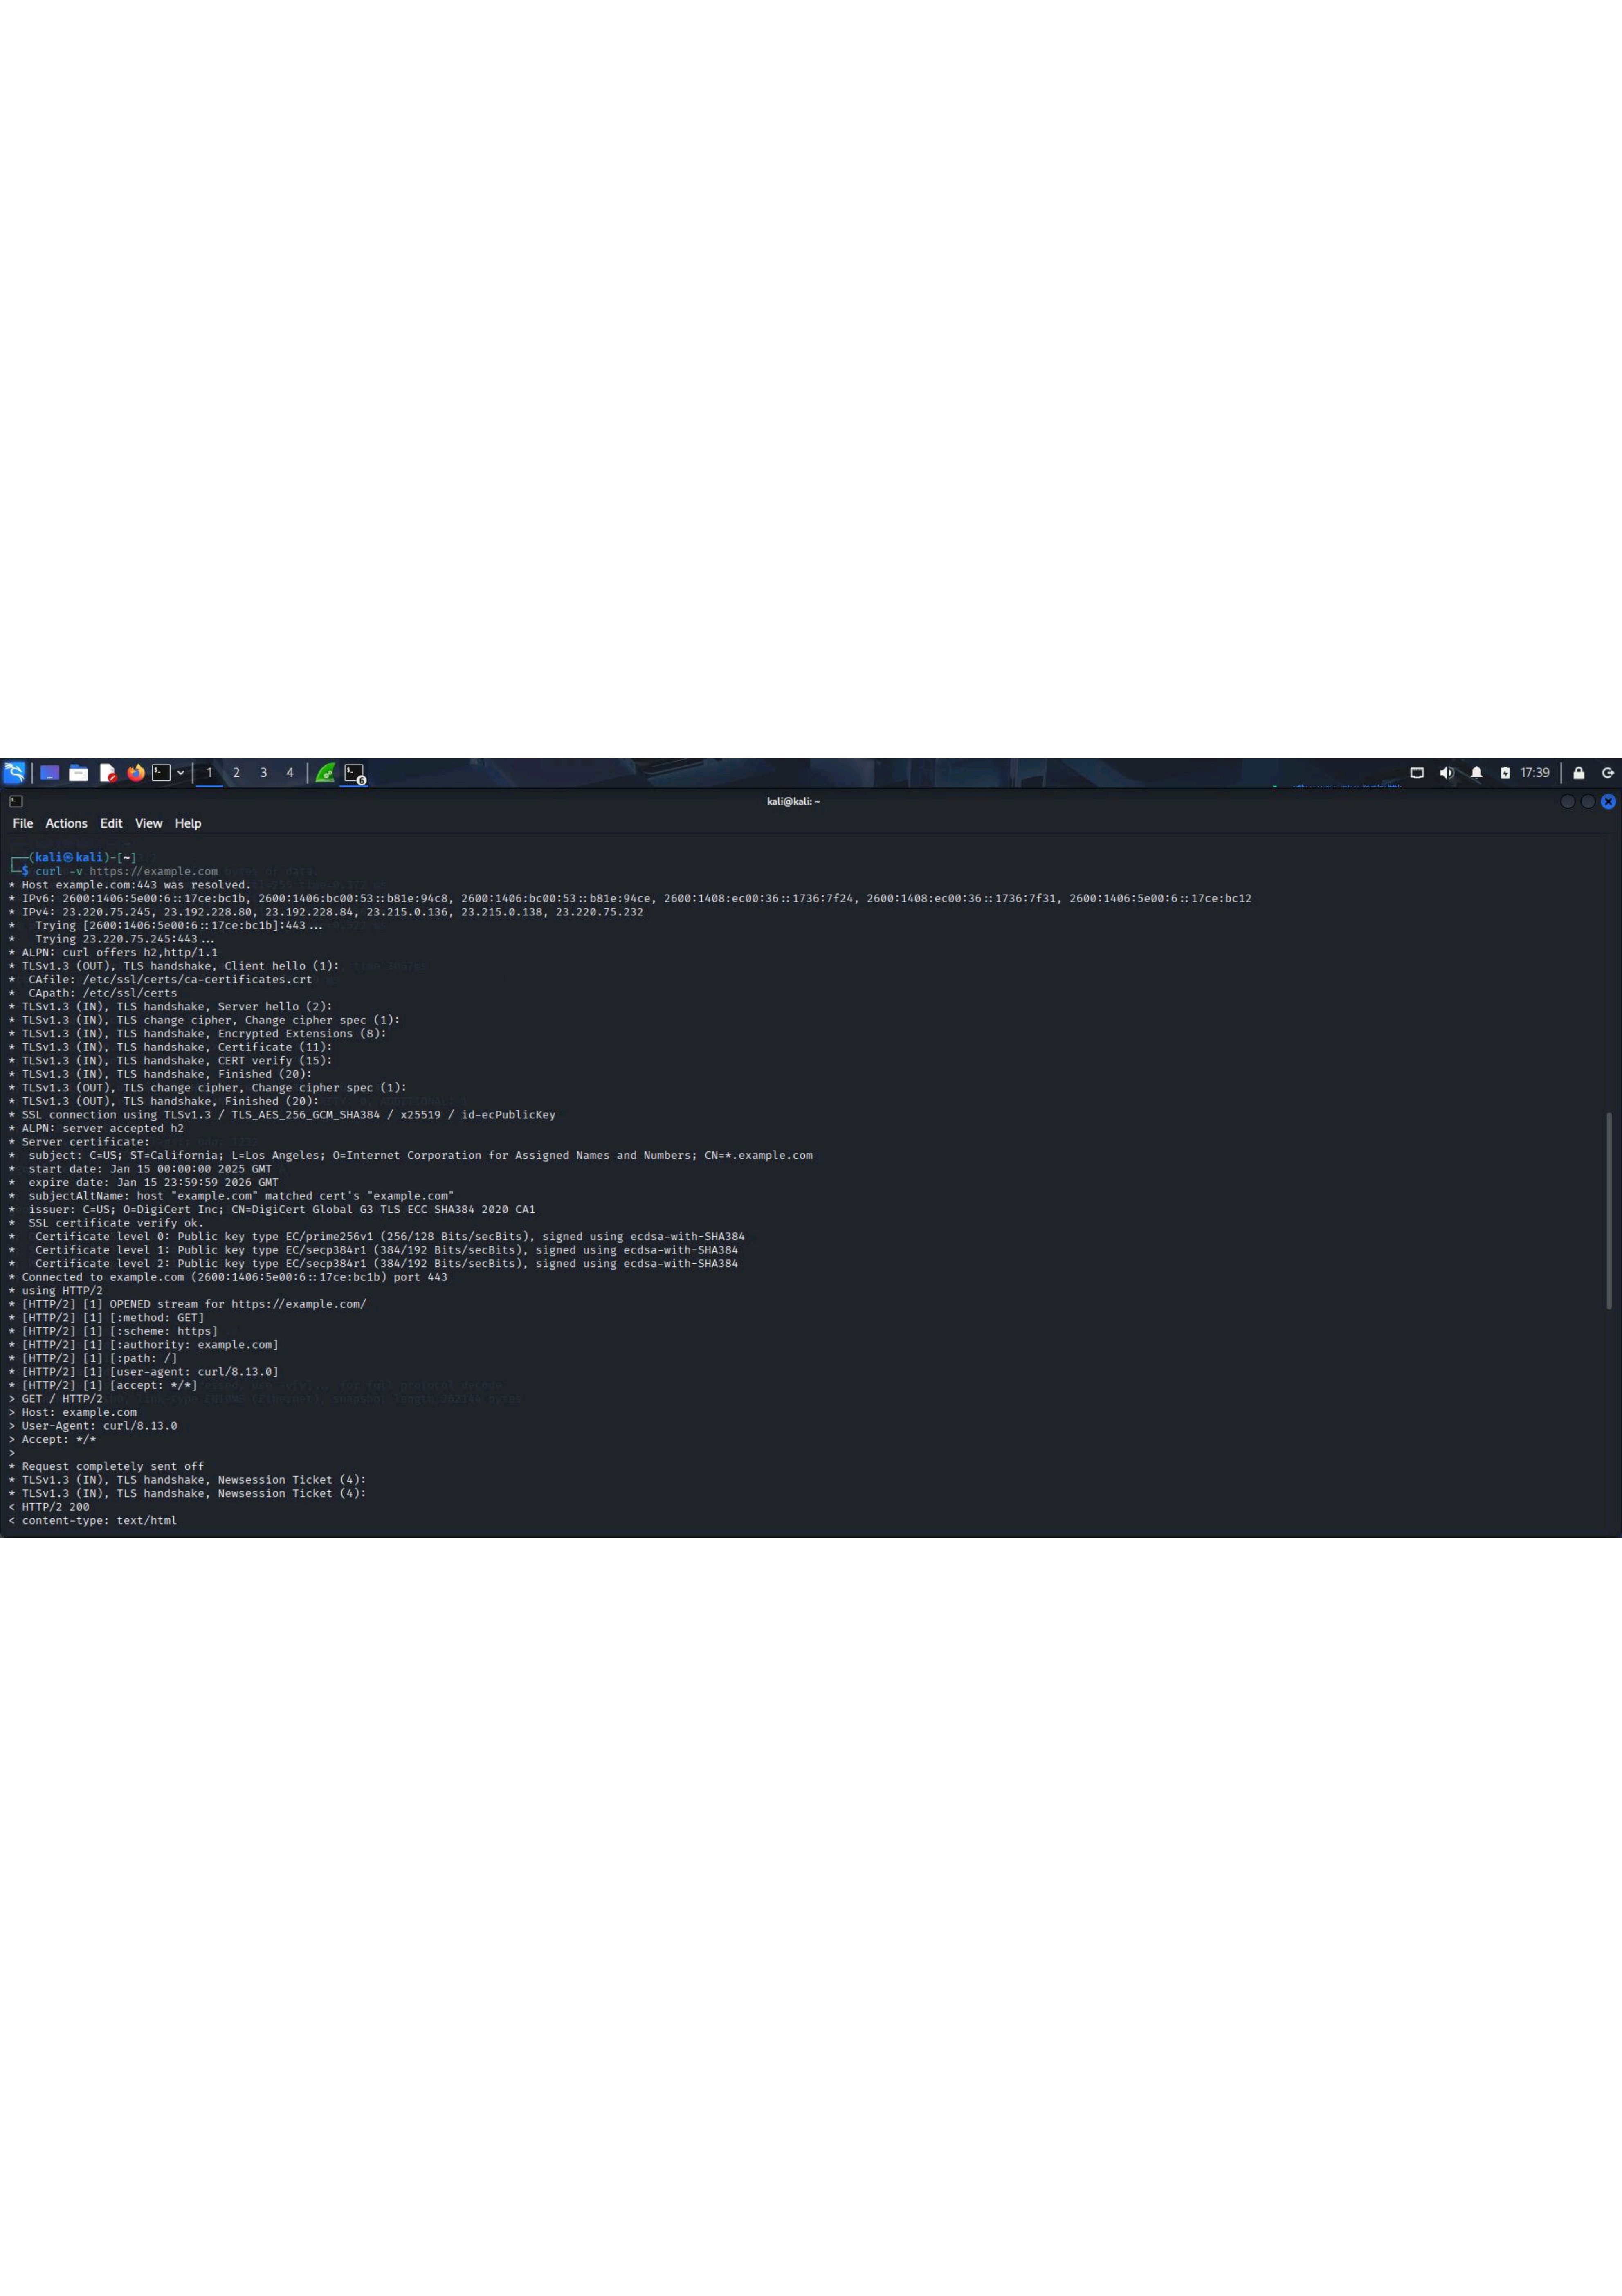 1 2 3 4 6 17:39
kali@kali: ~
File Actions Edit View Help
┌──(kali㉿kali)-[~]
└─$ curl -v https://example.com
* Host example.com:443 was resolved.
* IPv6: 2600:1406:5e00:6::17ce:bc1b, 2600:1406:bc00:53::b81e:94c8, 2600:1406:bc00:53::b81e:94ce, 2600:1408:ec00:36::1736:7f24, 2600:1408:ec00:36::1736:7f31, 2600:1406:5e00:6::17ce:bc12
* IPv4: 23.220.75.245, 23.192.228.80, 23.192.228.84, 23.215.0.136, 23.215.0.138, 23.220.75.232
*   Trying [2600:1406:5e00:6::17ce:bc1b]:443...
*   Trying 23.220.75.245:443...
* ALPN: curl offers h2,http/1.1
* TLSv1.3 (OUT), TLS handshake, Client hello (1):
*  CAfile: /etc/ssl/certs/ca-certificates.crt
*  CApath: /etc/ssl/certs
* TLSv1.3 (IN), TLS handshake, Server hello (2):
* TLSv1.3 (IN), TLS change cipher, Change cipher spec (1):
* TLSv1.3 (IN), TLS handshake, Encrypted Extensions (8):
* TLSv1.3 (IN), TLS handshake, Certificate (11):
* TLSv1.3 (IN), TLS handshake, CERT verify (15):
* TLSv1.3 (IN), TLS handshake, Finished (20):
* TLSv1.3 (OUT), TLS change cipher, Change cipher spec (1):
* TLSv1.3 (OUT), TLS handshake, Finished (20):
* SSL connection using TLSv1.3 / TLS_AES_256_GCM_SHA384 / x25519 / id-ecPublicKey
* ALPN: server accepted h2
* Server certificate:
*  subject: C=US; ST=California; L=Los Angeles; O=Internet Corporation for Assigned Names and Numbers; CN=*.example.com
*  start date: Jan 15 00:00:00 2025 GMT
*  expire date: Jan 15 23:59:59 2026 GMT
*  subjectAltName: host "example.com" matched cert's "example.com"
*  issuer: C=US; O=DigiCert Inc; CN=DigiCert Global G3 TLS ECC SHA384 2020 CA1
*  SSL certificate verify ok.
*   Certificate level 0: Public key type EC/prime256v1 (256/128 Bits/secBits), signed using ecdsa-with-SHA384
*   Certificate level 1: Public key type EC/secp384r1 (384/192 Bits/secBits), signed using ecdsa-with-SHA384
*   Certificate level 2: Public key type EC/secp384r1 (384/192 Bits/secBits), signed using ecdsa-with-SHA384
* Connected to example.com (2600:1406:5e00:6::17ce:bc1b) port 443
* using HTTP/2
* [HTTP/2] [1] OPENED stream for https://example.com/
* [HTTP/2] [1] [:method: GET]
* [HTTP/2] [1] [:scheme: https]
* [HTTP/2] [1] [:authority: example.com]
* [HTTP/2] [1] [:path: /]
* [HTTP/2] [1] [user-agent: curl/8.13.0]
* [HTTP/2] [1] [accept: */*]
> GET / HTTP/2
> Host: example.com
> User-Agent: curl/8.13.0
> Accept: */*
>
* Request completely sent off
* TLSv1.3 (IN), TLS handshake, Newsession Ticket (4):
* TLSv1.3 (IN), TLS handshake, Newsession Ticket (4):
< HTTP/2 200
< content-type: text/html